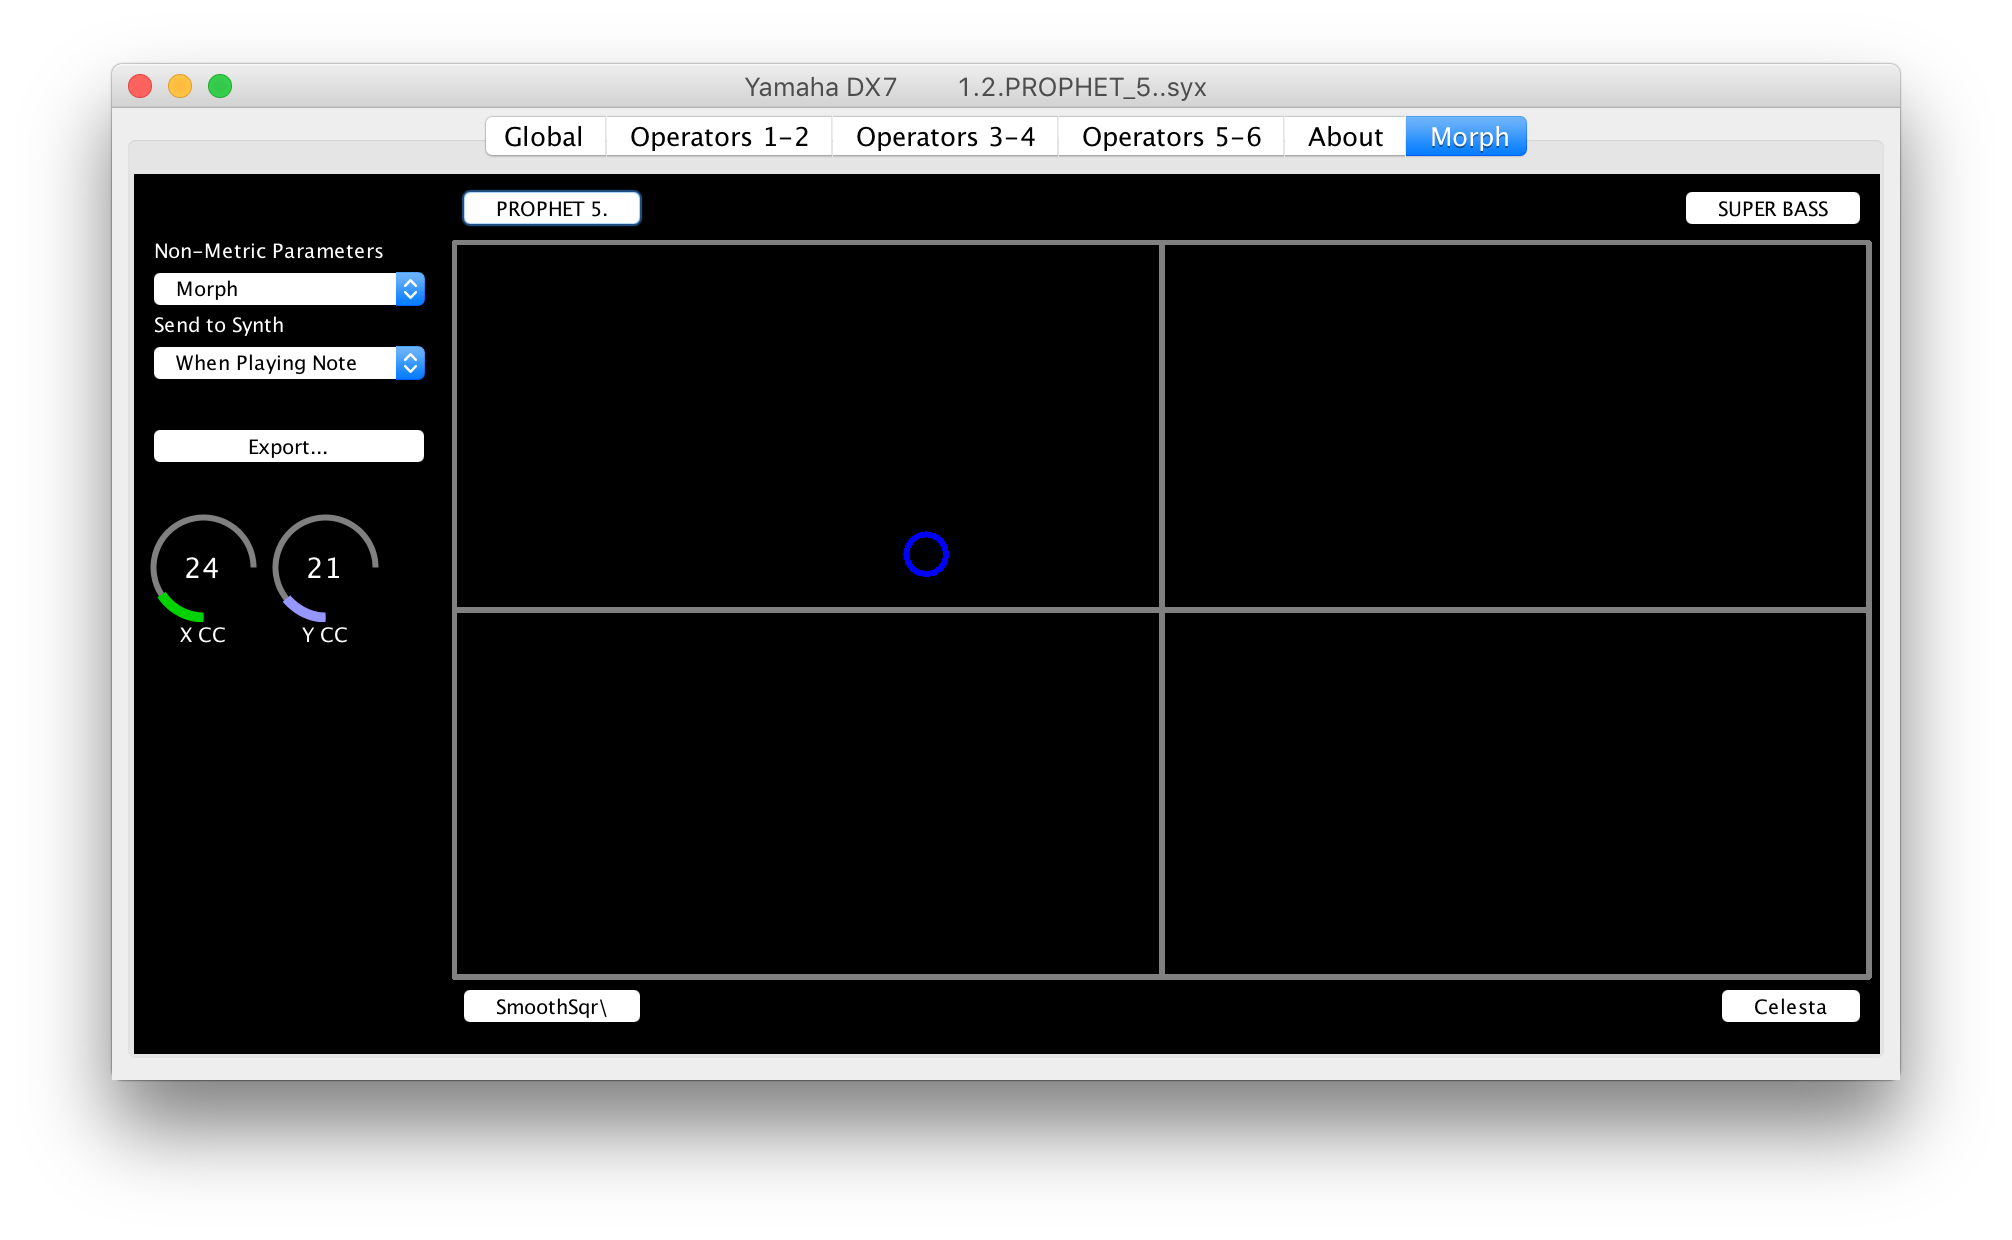 Yamaha DX7 1.2.PROPHET_5..syx
Global Operators 1-2 Operators 3-4 Operators 5-6 About Morph
PROPHET 5. SUPER BASS
Non-Metric Parameters
Morph
Send to Synth
When Playing Note
Export...
24 21
X CC Y CC
SmoothSqr\ Celesta